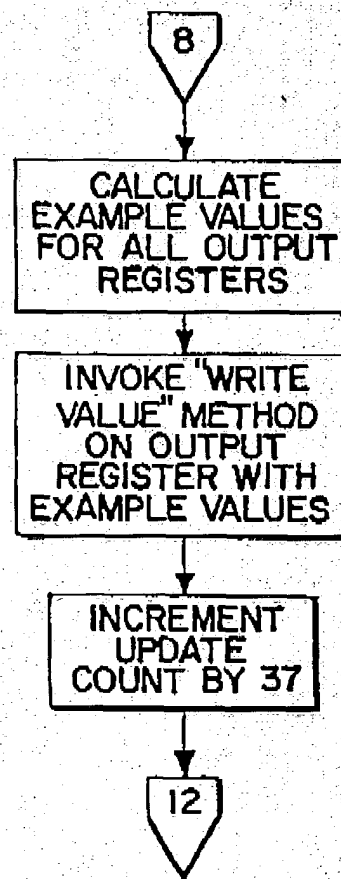 8
CALCULATE
EXAMPLE VALUES
FOR ALL OUTPUT
REGISTERS
INVOKE "WRITE
VALUE" METHOD
ON OUTPUT
REGISTER WITH
EXAMPLE VALUES
INCREMENT
UPDATE
COUNT BY 37
12